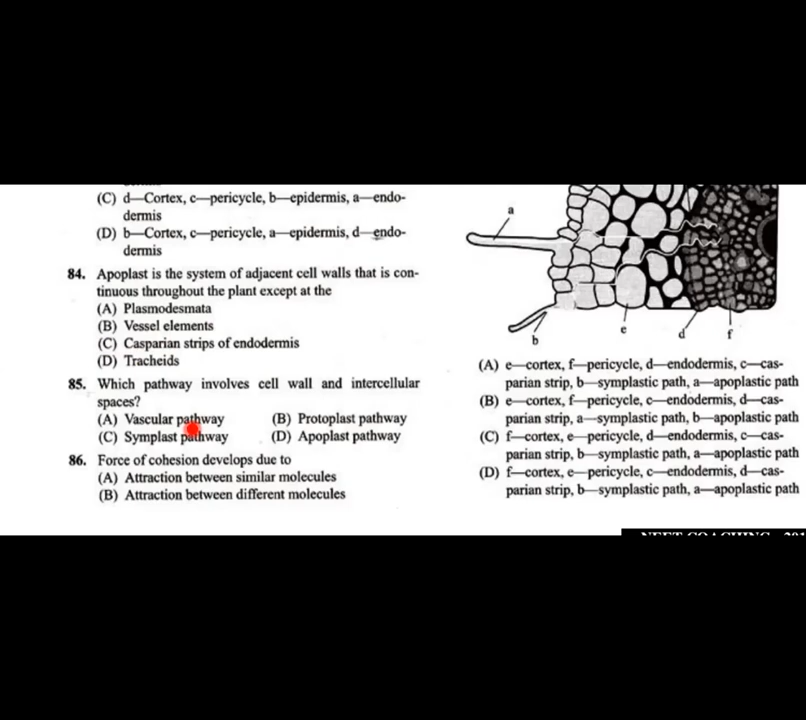 (C) d—Cortex, c—pericycle, b—epidermis, a—endo-
dermis
(D) b—Cortex, c—pericycle, a—epidermis, d—endo-
dermis
84. Apoplast is the system of adjacent cell walls that is con-
tinuous throughout the plant except at the
(A) Plasmodesmata
(B) Vessel elements
(C) Casparian strips of endodermis
(D) Tracheids
85. Which pathway involves cell wall and intercellular
spaces?
(A) Vascular pathway (B) Protoplast pathway
(C) Symplast pathway (D) Apoplast pathway
86. Force of cohesion develops due to
(A) Attraction between similar molecules
(B) Attraction between different molecules
a
b
e
d
f
(A) e—cortex, f—pericycle, d—endodermis, c—cas-
parian strip, b—symplastic path, a—apoplastic path
(B) e—cortex, f—pericycle, c—endodermis, d—cas-
parian strip, a—symplastic path, b—apoplastic path
(C) f—cortex, e—pericycle, d—endodermis, c—cas-
parian strip, b—symplastic path, a—apoplastic path
(D) f—cortex, e—pericycle, c—endodermis, d—cas-
parian strip, b—symplastic path, a—apoplastic path